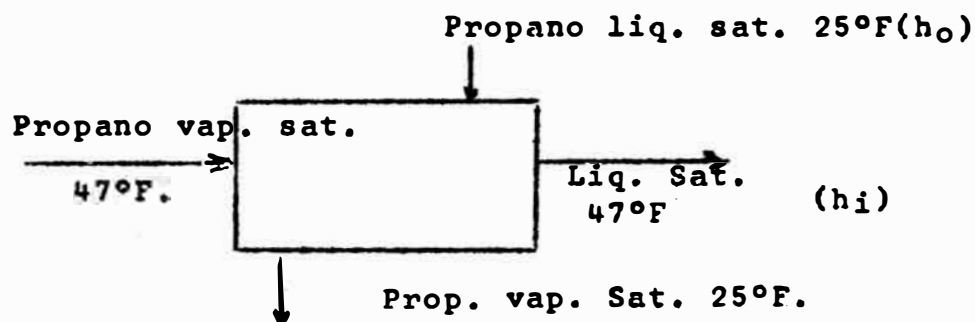 Propano liq. sat. 25°F(ho)
Propano vap. sat.
47°F.
Liq. Sat.
47°F
(hi)
Prop. vap. Sat. 25°F.